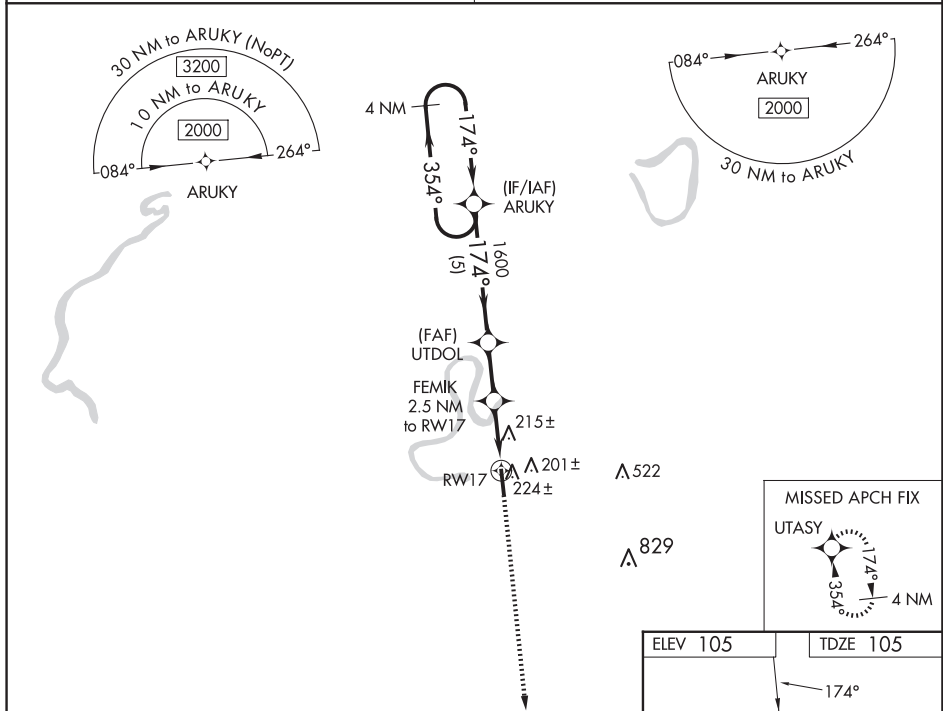 30 NM to ARUKY (NoPT)
3200
10 NM to ARUKY
2000
084°
264°
ARUKY
4 NM
174°
354°
(IF/IAF)
ARUKY
1600
174°
(5)
084°
264°
ARUKY
2000
30 NM to ARUKY
(FAF)
UTDOL
FEMIK
2.5 NM
to RW17
215±
201±
RW17
224±
522
829
MISSED APCH FIX
UTASY
174°
354°
4 NM
ELEV 105
TDZE 105
174°